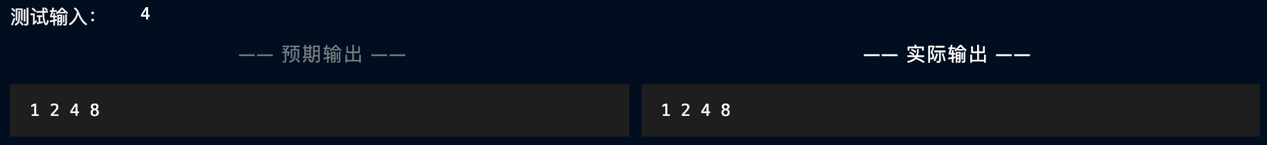 测试输入： 4
—— 预期输出 —— —— 实际输出 ——
1 2 4 8 1 2 4 8